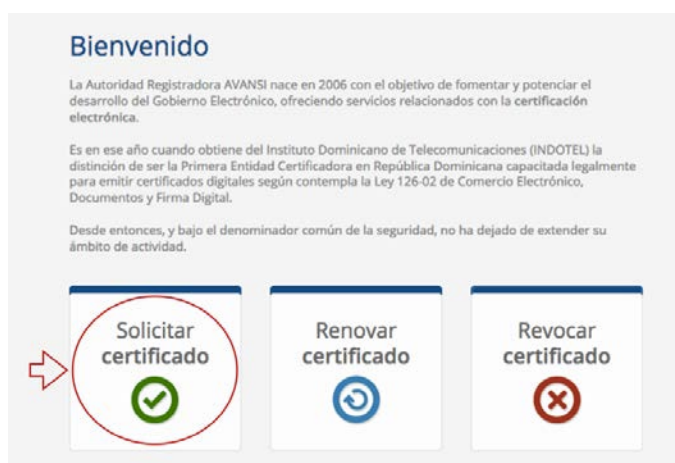 Bienvenido
La Autoridad Registradora AVANSI nace en 2006 con el objetivo de fomentar y potenciar el
desarrollo del Gobierno Electrónico, ofreciendo servicios relacionados con la certificación
electrónica.
Es en ese año cuando obtiene del Instituto Dominicano de Telecomunicaciones (INDOTEL) la
distinción de ser la Primera Entidad Certificadora en República Dominicana capacitada legalmente
para emitir certificados digitales según contempla la Ley 126-02 de Comercio Electrónico,
Documentos y Firma Digital.
Desde entonces, y bajo el denominador común de la seguridad, no ha dejado de extender su
ámbito de actividad.
Solicitar
certificado
Renovar
certificado
Revocar
certificado